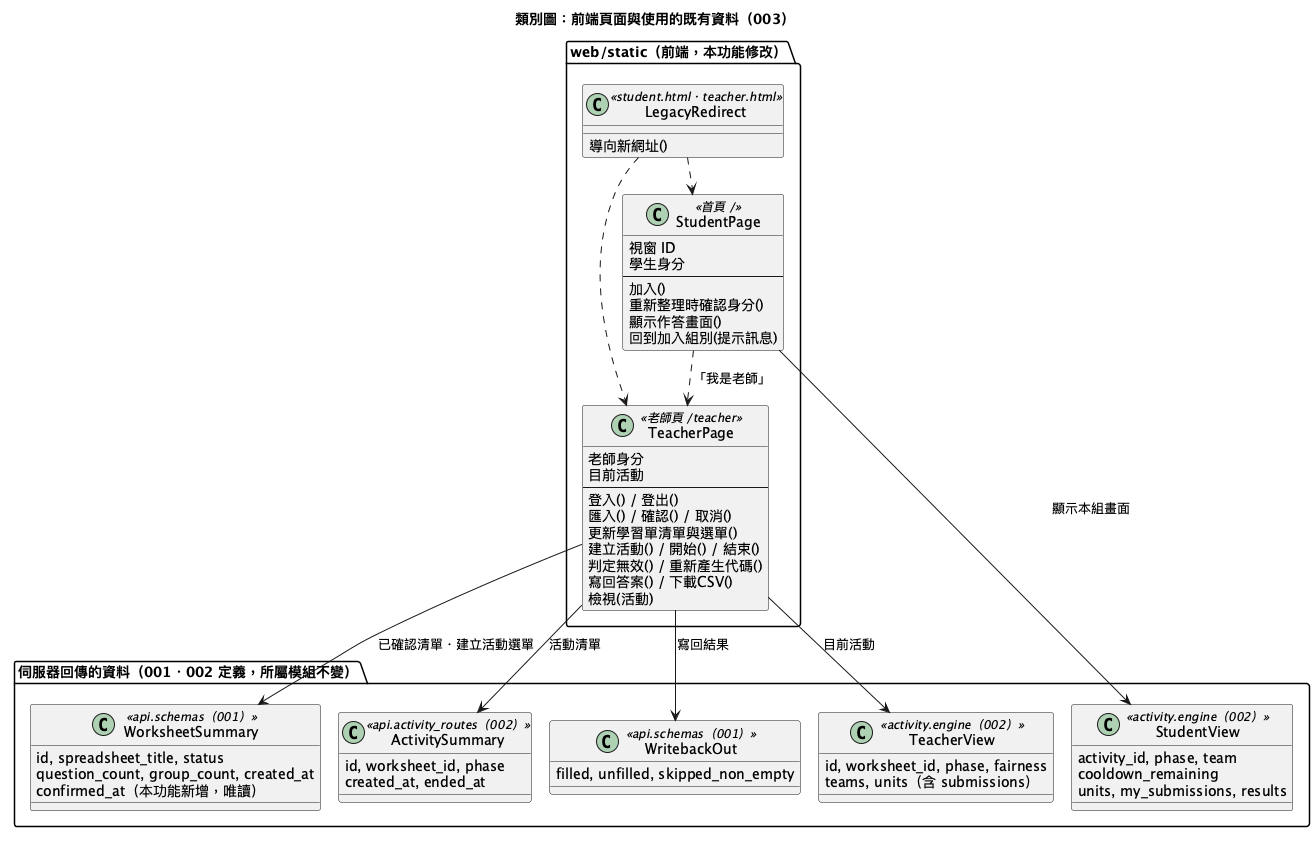 類別圖：前端頁面與使用的既有資料（003）
web/static（前端，本功能修改）
C «student.html · teacher.html»
LegacyRedirect
導向新網址()
C «首頁 /»
StudentPage
視窗 ID
學生身分
加入()
重新整理時確認身分()
顯示作答畫面()
回到加入組別(提示訊息)
「我是老師」
C «老師頁 /teacher»
TeacherPage
老師身分
目前活動
登入() / 登出()
匯入() / 確認() / 取消()
更新學習單清單與選單()
建立活動() / 開始() / 結束()
判定無效() / 重新產生代碼()
寫回答案() / 下載CSV()
檢視(活動)
顯示本組畫面
已確認清單 · 建立活動選單
活動清單
寫回結果
目前活動
伺服器回傳的資料（001 · 002 定義，所屬模組不變）
C «api.schemas（001）»
WorksheetSummary
id, spreadsheet_title, status
question_count, group_count, created_at
confirmed_at（本功能新增，唯讀）
C «api.activity_routes（002）»
ActivitySummary
id, worksheet_id, phase
created_at, ended_at
C «api.schemas（001）»
WritebackOut
filled, unfilled, skipped_non_empty
C «activity.engine（002）»
TeacherView
id, worksheet_id, phase, fairness
teams, units（含 submissions）
C «activity.engine（002）»
StudentView
activity_id, phase, team
cooldown_remaining
units, my_submissions, results